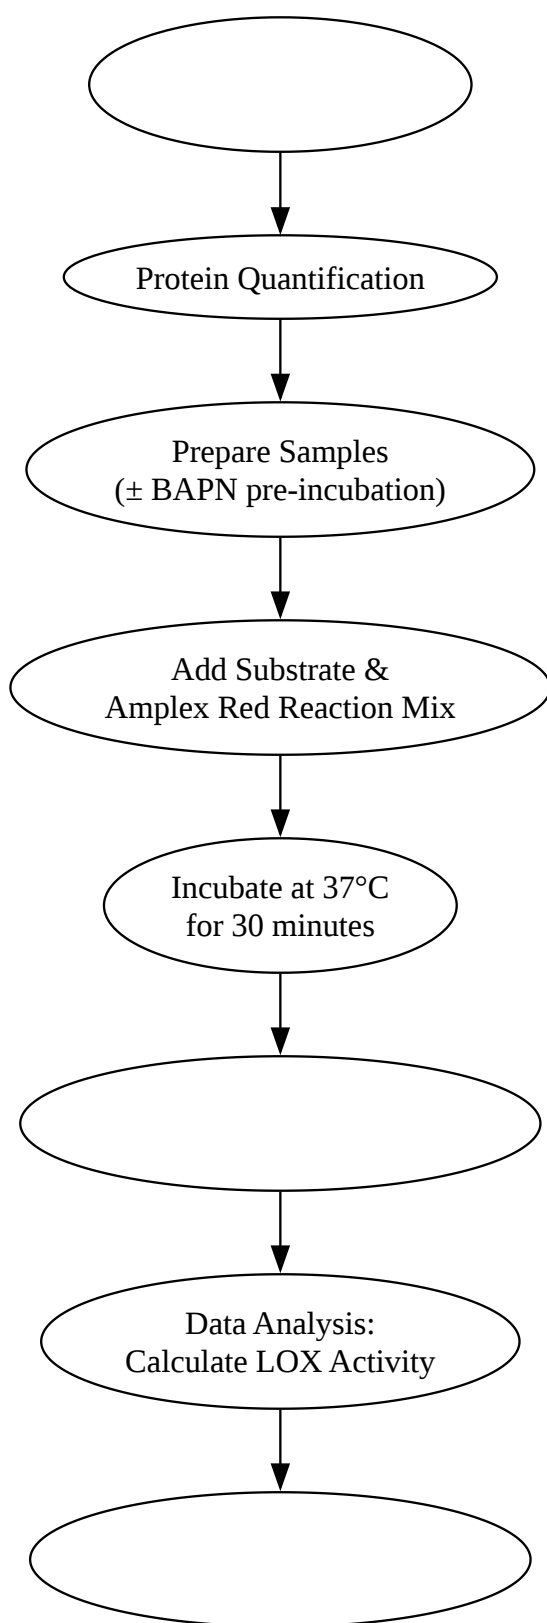 Protein Quantification
Prepare Samples
(± BAPN pre-incubation)
Add Substrate &
Amplex Red Reaction Mix
Incubate at 37°C
for 30 minutes
Data Analysis:
Calculate LOX Activity